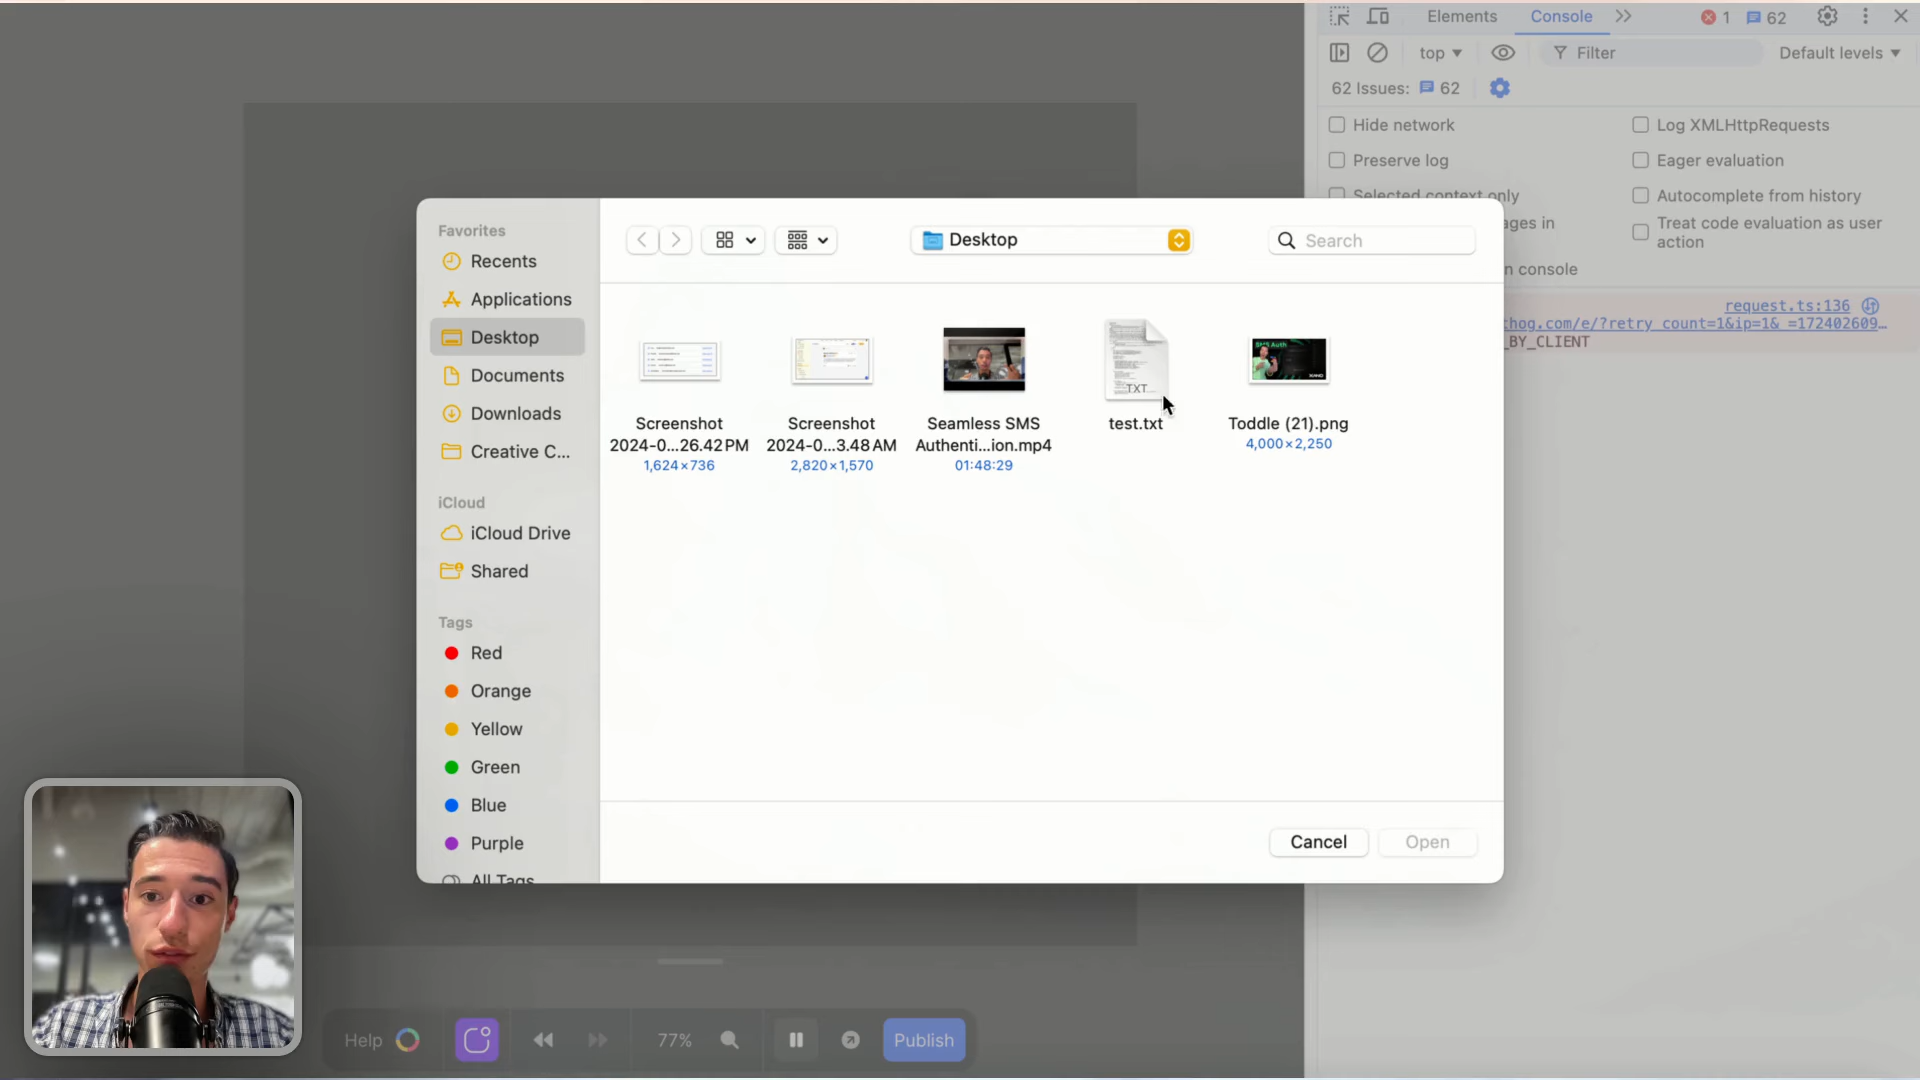 Elements
Console
1
62
top
Filter
Default levels
62 Issues:
62
Hide network
Log XMLHttpRequests
Preserve log
Eager evaluation
Selected context only
Autocomplete from history
ages in
Treat code evaluation as user
action
n console
request.ts:136
thog.com/e/?retry_count=1&ip=1&_=172402609…
_BY_CLIENT
Favorites
Recents
Applications
Desktop
Documents
Downloads
Creative C...
iCloud
iCloud Drive
Shared
Tags
Red
Orange
Yellow
Green
Blue
Purple
All Tags
Desktop
Search
Screenshot
2024-0...26.42 PM
1,624×736
Screenshot
2024-0...3.48 AM
2,820×1,570
Seamless SMS
Authenti...ion.mp4
01:48:29
TXT
test.txt
SMS Auth
Toddle (21).png
4,000×2,250
Cancel
Open
Help
77%
Publish